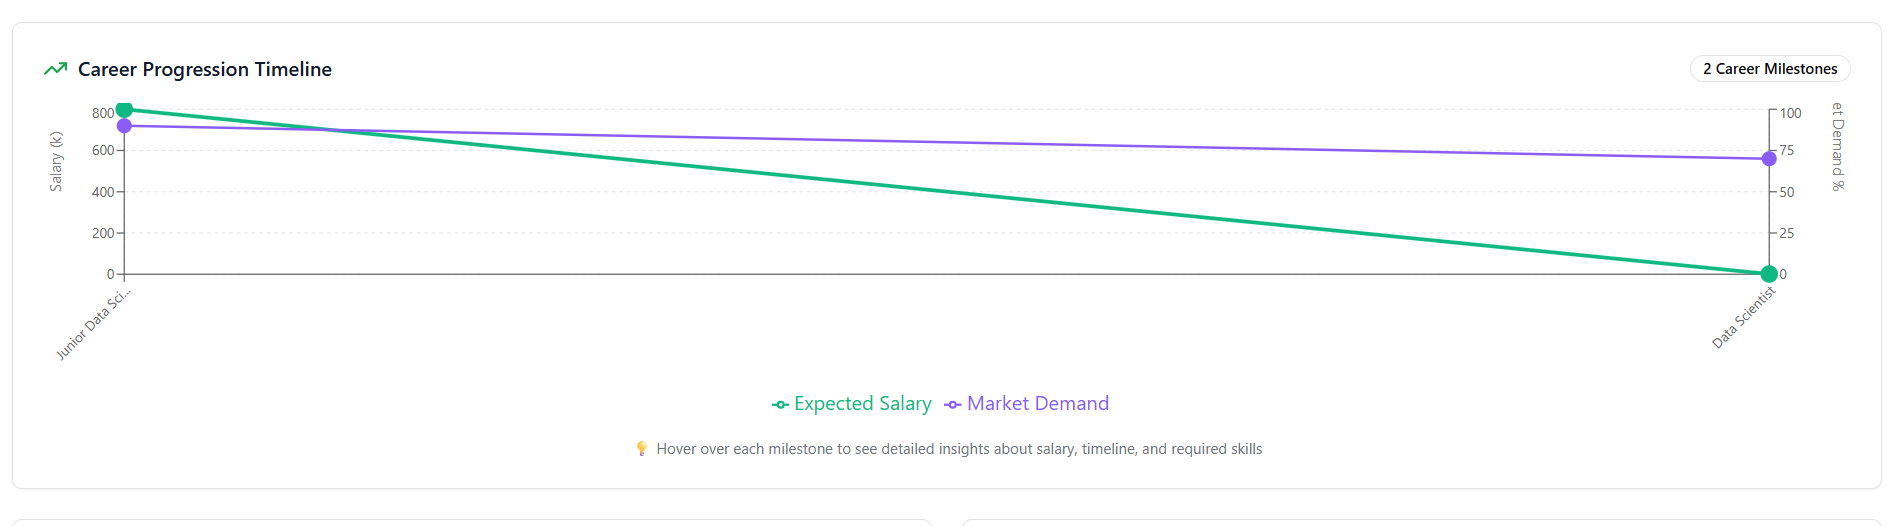 Career Progression Timeline
2 Career Milestones
800
600
400
200
0
Salary (k)
100
75
50
25
0
et Demand %
Junior Data Sci...
Data Scientist
Expected Salary
Market Demand
💡 Hover over each milestone to see detailed insights about salary, timeline, and required skills